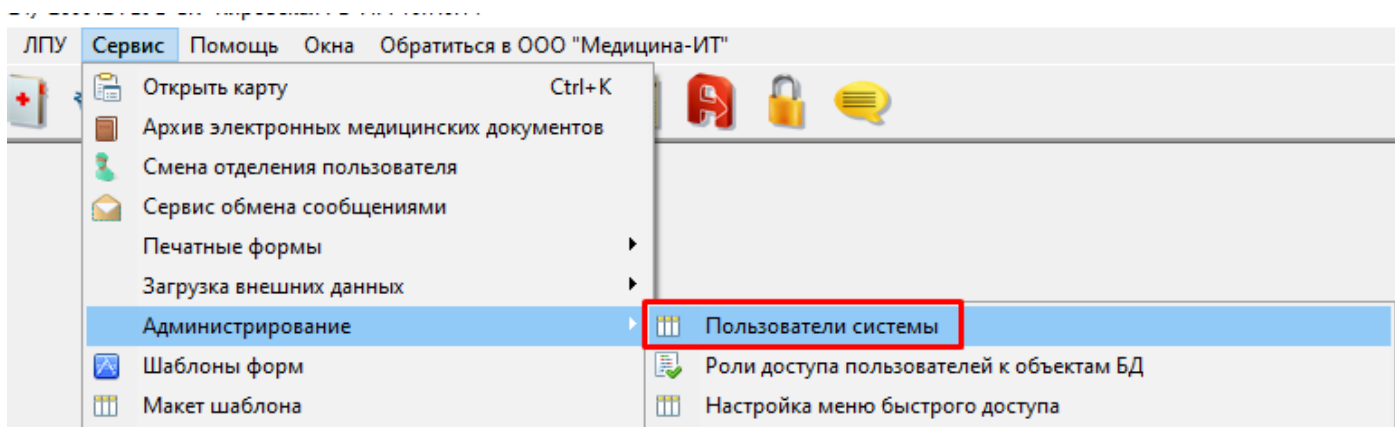 ЛПУ Сервис Помощь Окна Обратиться в ООО "Медицина-ИТ"
Открыть карту Ctrl+K
Архив электронных медицинских документов
Смена отделения пользователя
Сервис обмена сообщениями
Печатные формы
Загрузка внешних данных
Администрирование Пользователи системы
Шаблоны форм Роли доступа пользователей к объектам БД
Макет шаблона Настройка меню быстрого доступа